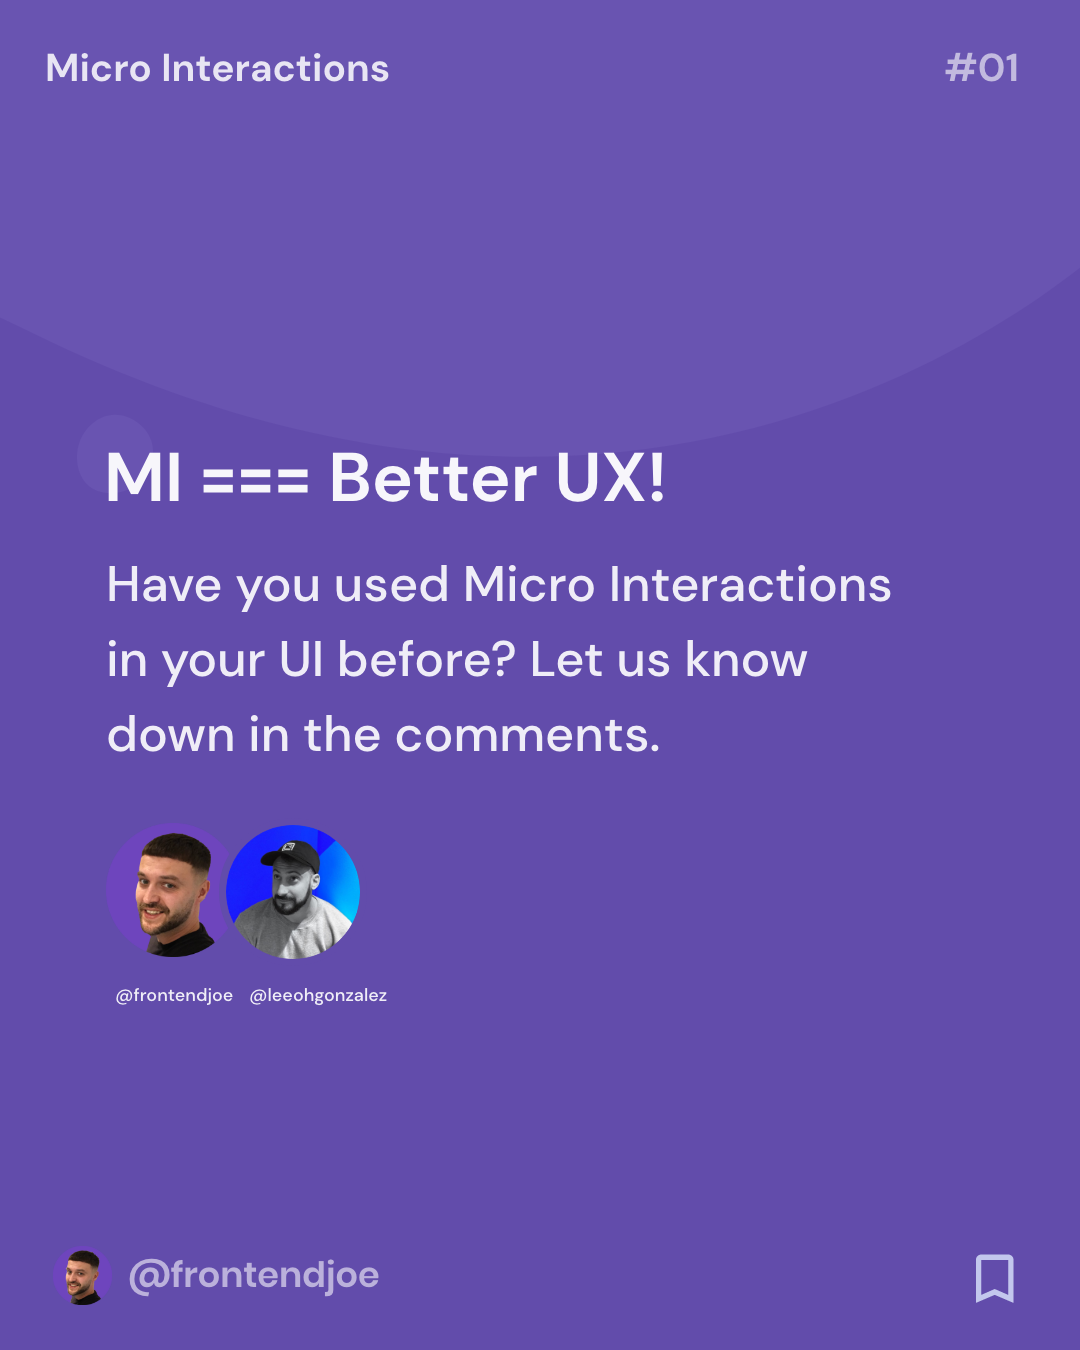 Micro Interactions
#01
MI === Better UX!
Have you used Micro Interactions
in your UI before? Let us know
down in the comments.
@frontendjoe @leeohgonzalez
@frontendjoe